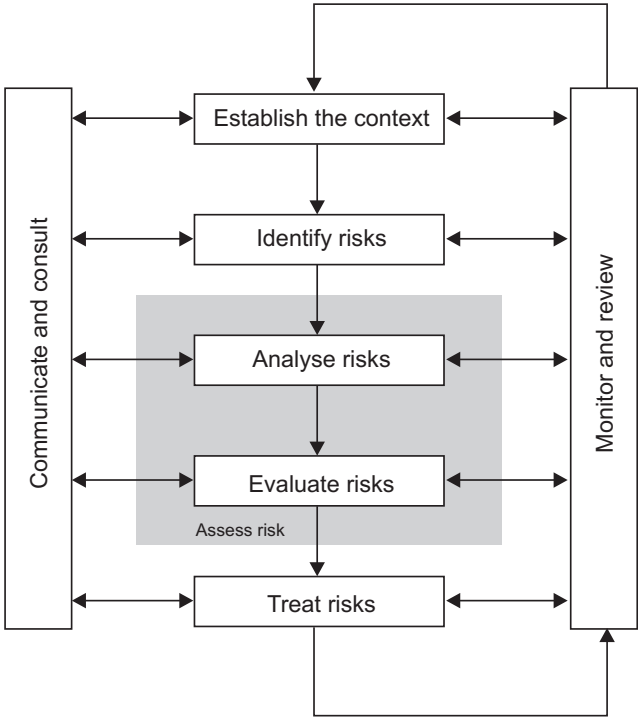 Communicate and consult
Establish the context
Identify risks
Analyse risks
Evaluate risks
Assess risk
Treat risks
Monitor and review